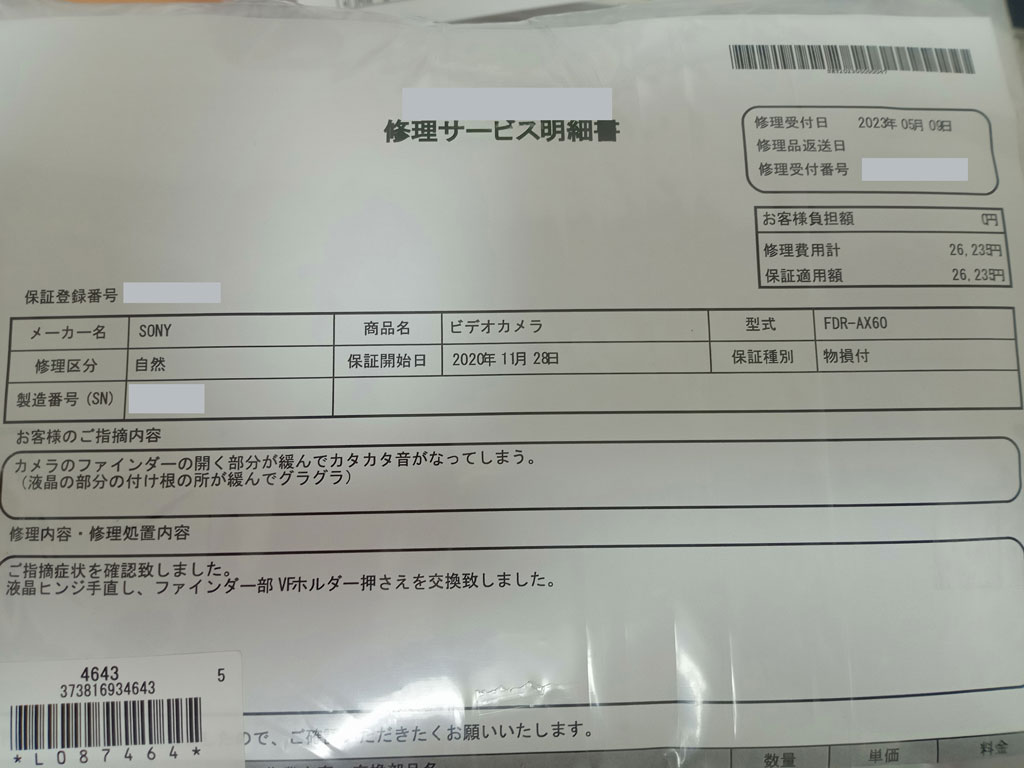 修理サービス明細書
修理受付日 2023年05月09日
修理品返送日
修理受付番号
お客様負担額 0円
修理費用計 26,235円
保証適用額 26,235円
保証登録番号
メーカー名 SONY 商品名 ビデオカメラ 型式 FDR-AX60
修理区分 自然 保証開始日 2020年11月28日 保証種別 物損付
製造番号(SN)
お客様のご指摘内容
カメラのファインダーの開く部分が緩んでカタカタ音がなってしまう。
(液晶の部分の付け根の所が緩んでグラグラ)
修理内容・修理処置内容
ご指摘症状を確認致しました。
液晶ヒンジ手直し、ファインダー部VFホルダー押さえを交換致しました。
4643 5
373816934643
*L087464*
ので、ご確認いただきたくお願いいたします。
数量 単価 料金